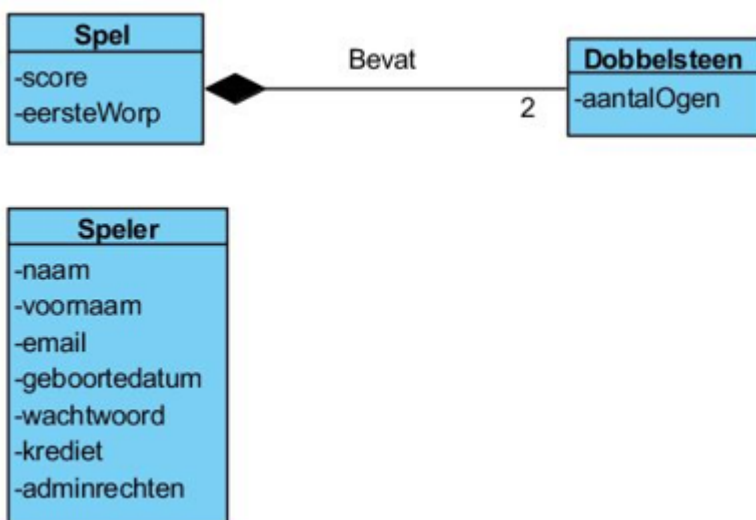 Spel
-score
-eersteWorp
Bevat
2
Dobbelsteen
-aantalOgen
Speler
-naam
-voornaam
-email
-geboortedatum
-wachtwoord
-krediet
-adminrechten